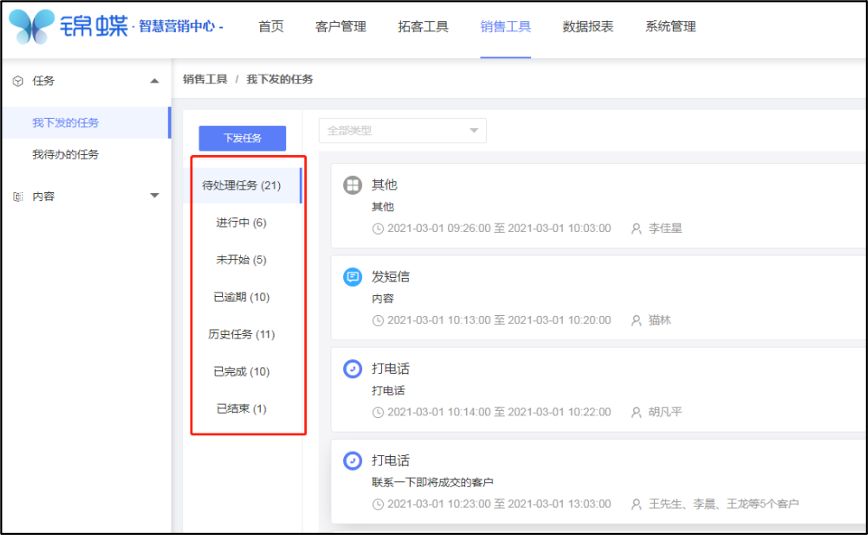 锦蝶·智慧营销中心- 首页 客户管理 拓客工具 销售工具 数据报表 系统管理
任务
我下发的任务
我待办的任务
内容
销售工具 / 我下发的任务
下发任务
待处理任务 (21)
进行中 (6)
未开始 (5)
已逾期 (10)
历史任务 (11)
已完成 (10)
已结束 (1)
全部类型
其他
其他
2021-03-01 09:26:00 至 2021-03-01 10:03:00 李佳星
发短信
内容
2021-03-01 10:13:00 至 2021-03-01 10:20:00 猫林
打电话
打电话
2021-03-01 10:14:00 至 2021-03-01 10:22:00 胡凡平
打电话
联系一下即将成交的客户
2021-03-01 10:23:00 至 2021-03-01 13:03:00 王先生、李晨、王龙等5个客户